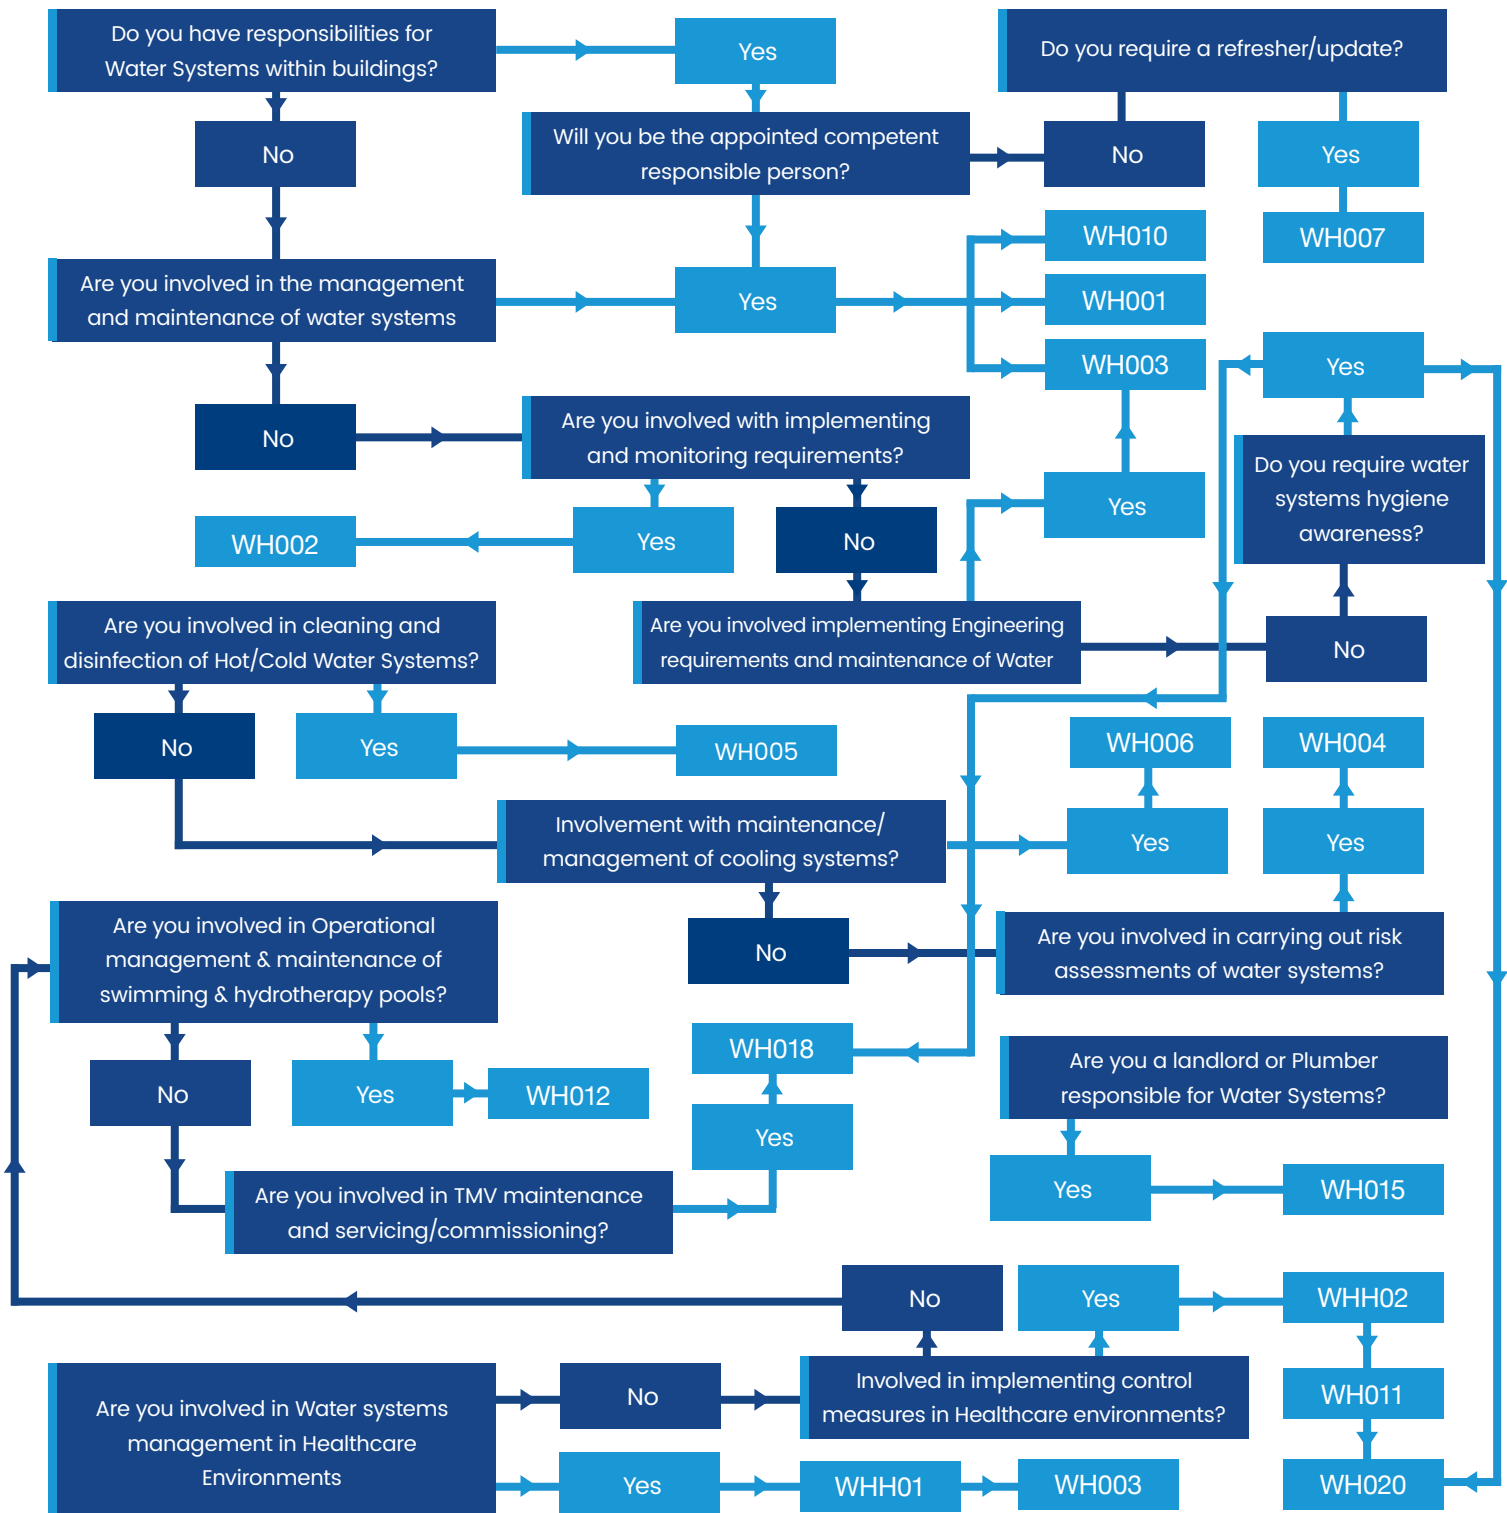 Do you have responsibilities for
Water Systems within buildings?
Yes
Do you require a refresher/update?
No
Will you be the appointed competent
responsible person?
No
Yes
WH010
WH007
Are you involved in the management
and maintenance of water systems
Yes
WH001
WH003
Yes
No
Are you involved with implementing
and monitoring requirements?
Do you require water
systems hygiene
awareness?
WH002
Yes
No
Yes
Are you involved in cleaning and
disinfection of Hot/Cold Water Systems?
Are you involved implementing Engineering
requirements and maintenance of Water
No
No
Yes
WH005
WH006
WH004
Involvement with maintenance/
management of cooling systems?
Yes
Yes
Are you involved in Operational
management & maintenance of
swimming & hydrotherapy pools?
No
Are you involved in carrying out risk
assessments of water systems?
WH018
Are you a landlord or Plumber
responsible for Water Systems?
No
Yes
WH012
Yes
Are you involved in TMV maintenance
and servicing/commissioning?
Yes
WH015
No
Yes
WHH02
Are you involved in Water systems
management in Healthcare
Environments
No
Involved in implementing control
measures in Healthcare environments?
WH011
Yes
WHH01
WH003
WH020